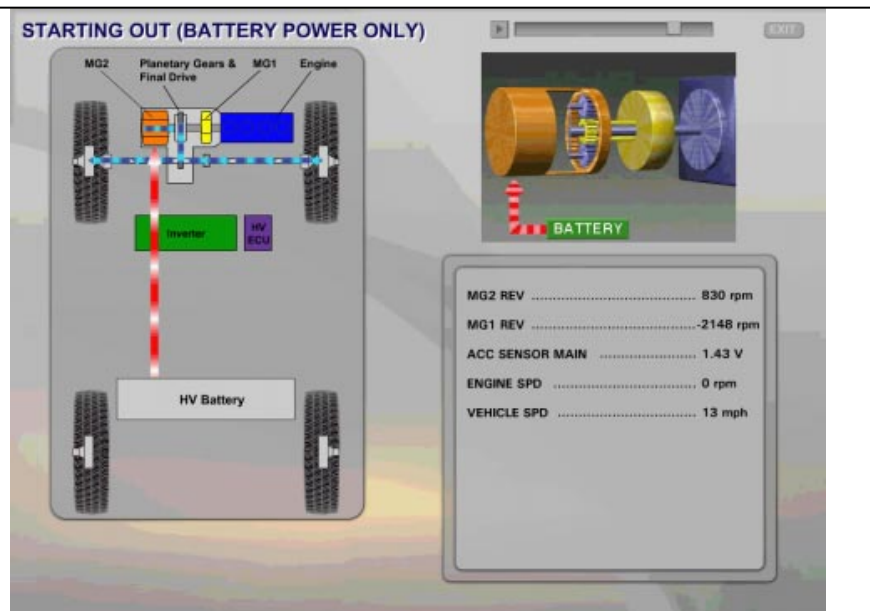 STARTING OUT (BATTERY POWER ONLY)
EXIT
MG2
Planetary Gears &
Final Drive
MG1
Engine
Inverter
HV
ECU
HV Battery
BATTERY
MG2 REV ........................................ 830 rpm
MG1 REV ........................................-2148 rpm
ACC SENSOR MAIN ....................... 1.43 V
ENGINE SPD .................................. 0 rpm
VEHICLE SPD ................................. 13 mph